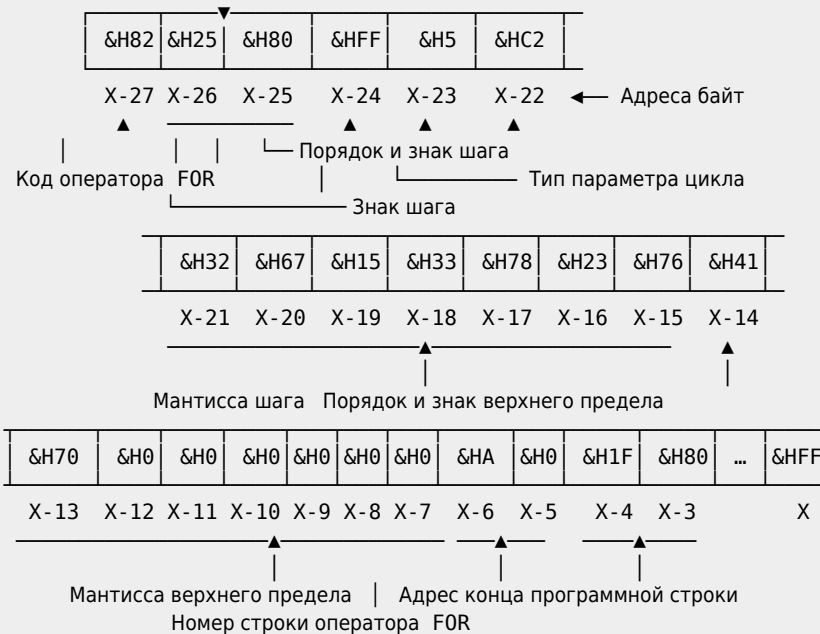 &H82 &H25 &H80 &HFF &H5 &HC2
X-27 X-26 X-25 X-24 X-23 X-22 Адреса байт
Порядок и знак шага
Код оператора FOR Тип параметра цикла
Знак шага
&H32 &H67 &H15 &H33 &H78 &H23 &H76 &H41
X-21 X-20 X-19 X-18 X-17 X-16 X-15 X-14
Мантисса шага Порядок и знак верхнего предела
&H70 &H0 &H0 &H0 &H0 &H0 &H0 &HA &H0 &H1F &H80 … &HFF
X-13 X-12 X-11 X-10 X-9 X-8 X-7 X-6 X-5 X-4 X-3 X
Мантисса верхнего предела Адрес конца программной строки
Номер строки оператора FOR